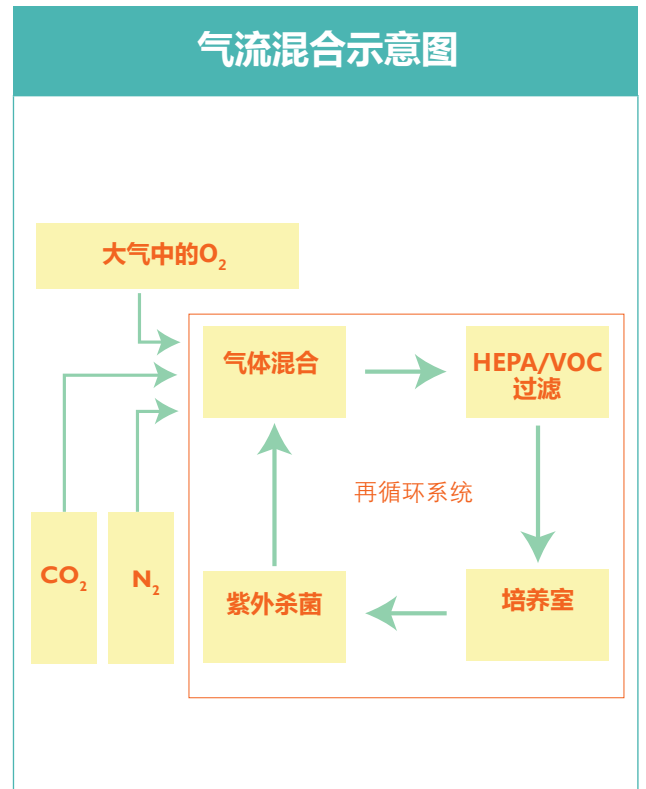 气流混合示意图
大气中的O₂
气体混合
HEPA/VOC
过滤
再循环系统
CO₂
N₂
紫外杀菌
培养室